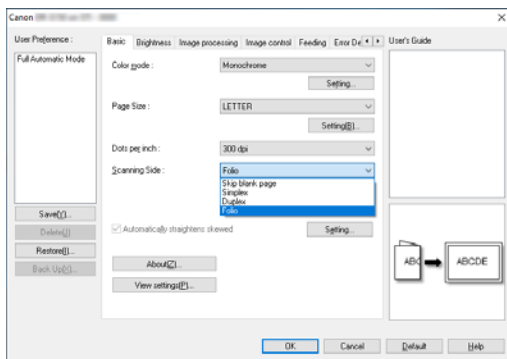 Canon
User Preference :
Full Automatic Mode
Save(Y)...
Delete(J)
Restore(I)...
Back Up(X)...
Basic Brightness Image processing Image control Feeding Error De
Color mode :
Monochrome
Setting...
Page Size :
LETTER
Setting(B)...
Dots per inch :
300 dpi
Scanning Side :
Folio
Skip blank page
Simplex
Duplex
Folio
Automatically straightens skewed
Setting...
About(Z)...
View settings(P)...
User's Guide
ABC
ABCDE
OK Cancel Default Help